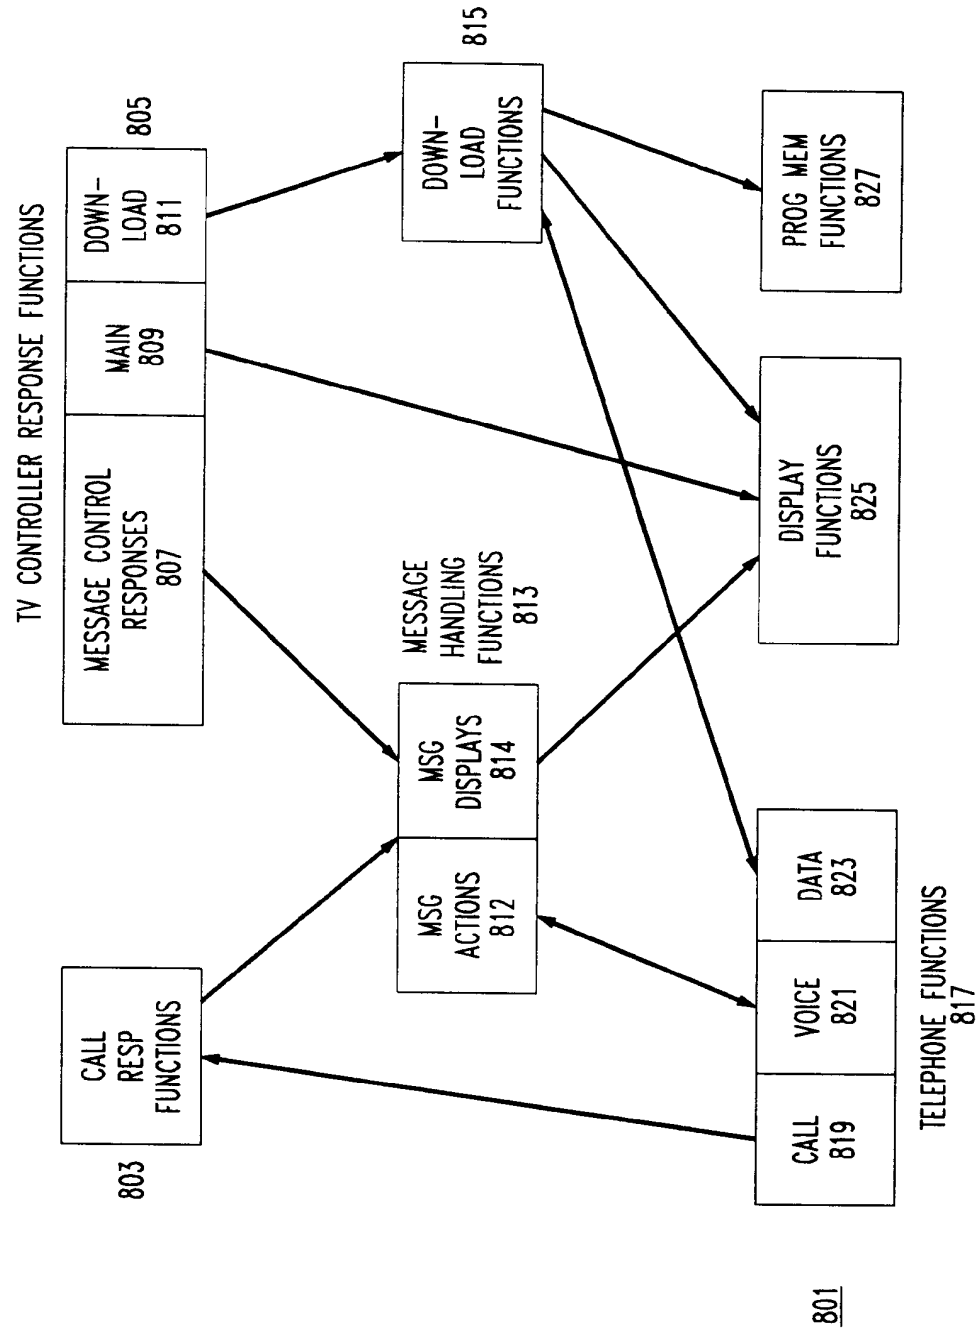 TV CONTROLLER RESPONSE FUNCTIONS
803
CALL
RESP
FUNCTIONS
MESSAGE CONTROL
RESPONSES
807
MAIN
809
DOWN-
LOAD
811
805
MSG
ACTIONS
812
MSG
DISPLAYS
814
MESSAGE
HANDLING
FUNCTIONS
813
DOWN-
LOAD
FUNCTIONS
815
801
CALL
819
VOICE
821
DATA
823
TELEPHONE FUNCTIONS
817
DISPLAY
FUNCTIONS
825
PROG MEM
FUNCTIONS
827